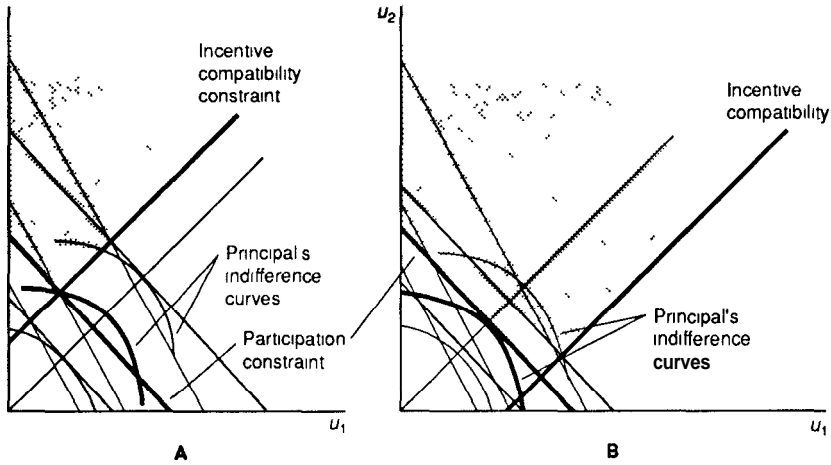 Incentive
compatibility
constraint
Principal s
indifference
curves
Participation
constraint
u1
A
u2
Incentive
compatibility
Principal's
indifference
curves
u1
B